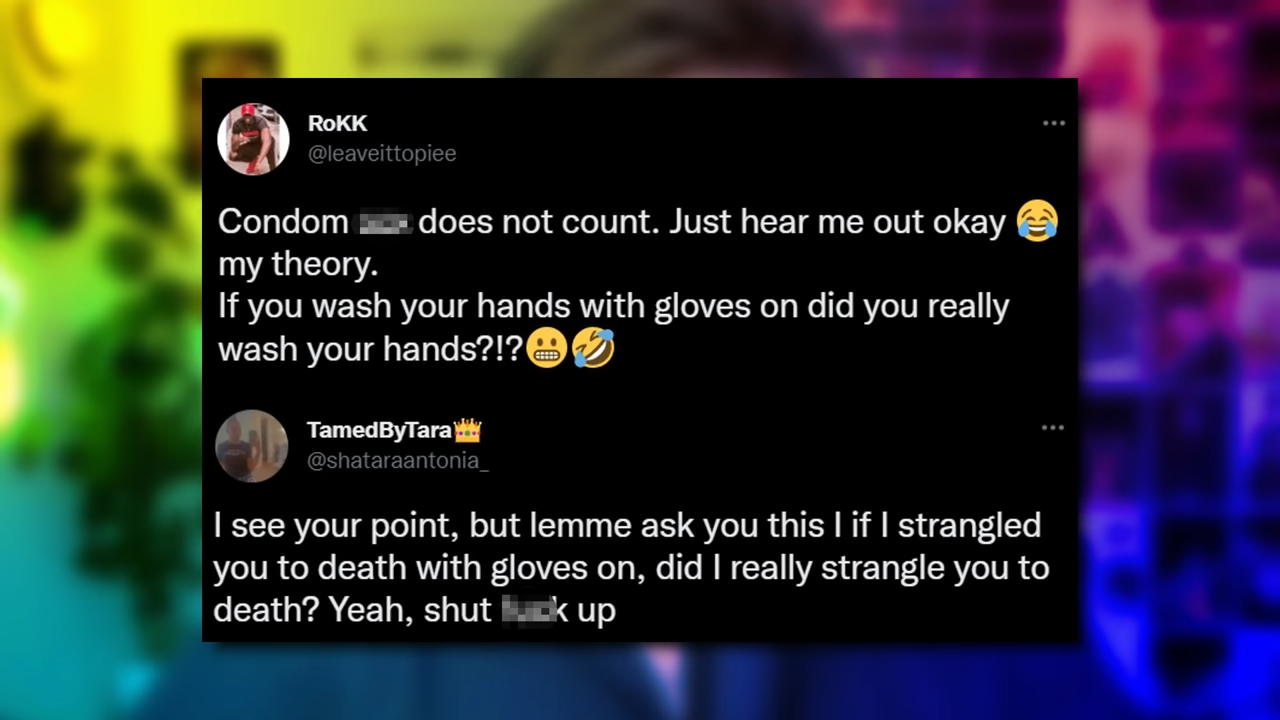 RoKK
@leaveittopiee
Condom does not count. Just hear me out okay 😂
my theory.
If you wash your hands with gloves on did you really
wash your hands?!?😬🤣
TamedByTara👑
@shataraantonia_
I see your point, but lemme ask you this I if I strangled
you to death with gloves on, did I really strangle you to
death? Yeah, shut up